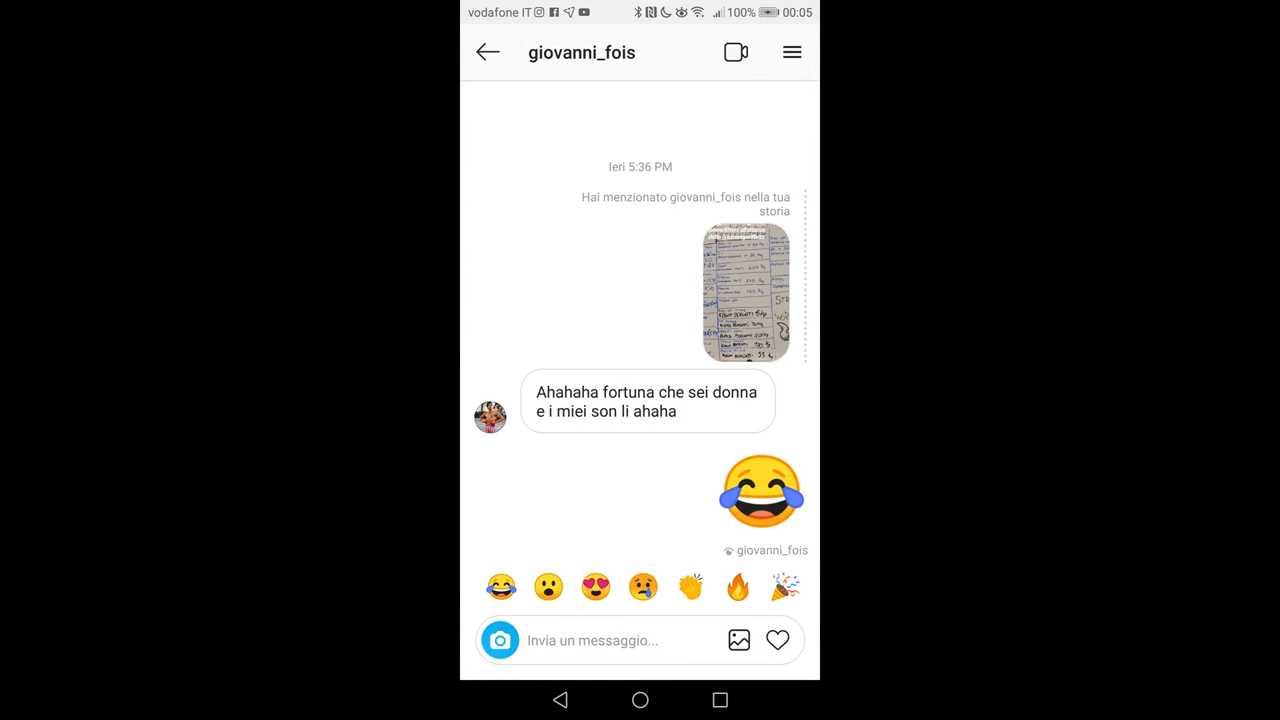 vodafone IT 100% 00:05
giovanni_fois
Ieri 5:36 PM
Hai menzionato giovanni_fois nella tua
storia
Ahahaha fortuna che sei donna
e i miei son li ahaha
giovanni_fois
Invia un messaggio...